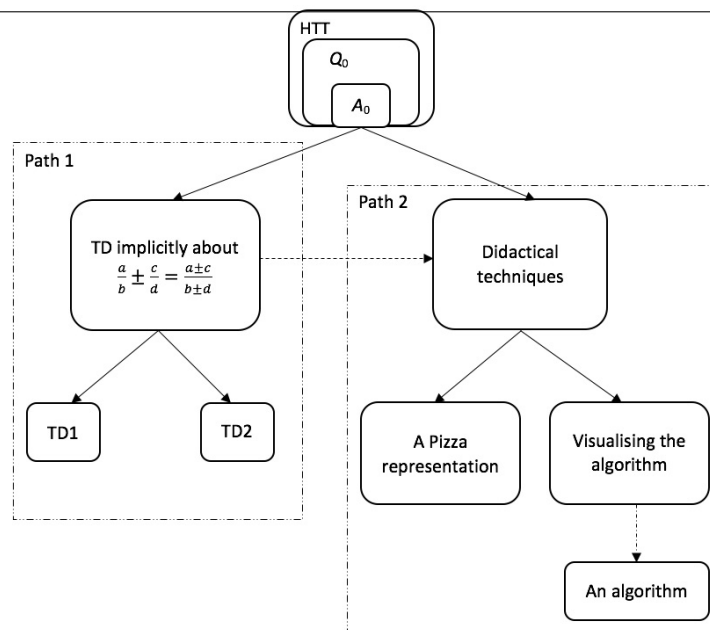 HTT
Q₀
A₀
Path 1
TD implicitly about
a/b ± c/d = a±c/b±d
Path 2
Didactical
techniques
TD1
TD2
A Pizza
representation
Visualising the
algorithm
An algorithm